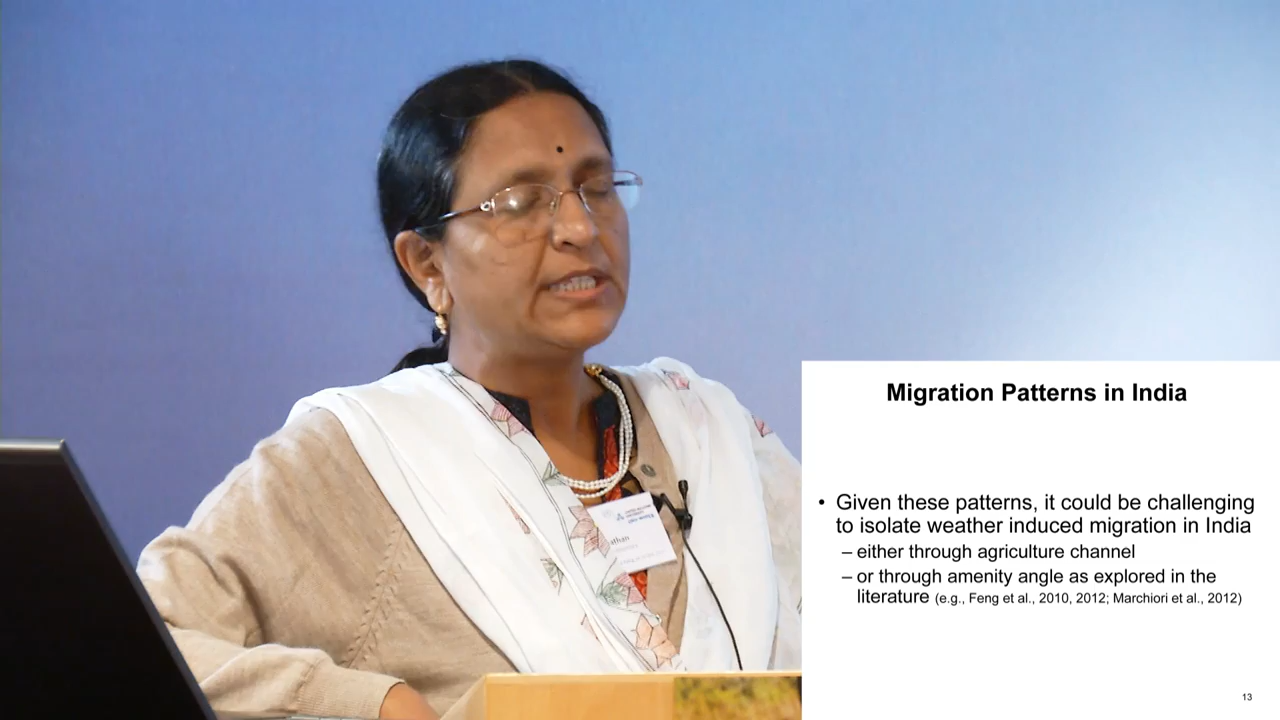 Migration Patterns in India
• Given these patterns, it could be challenging
to isolate weather induced migration in India
– either through agriculture channel
– or through amenity angle as explored in the
literature (e.g., Feng et al., 2010, 2012; Marchiori et al., 2012)
13